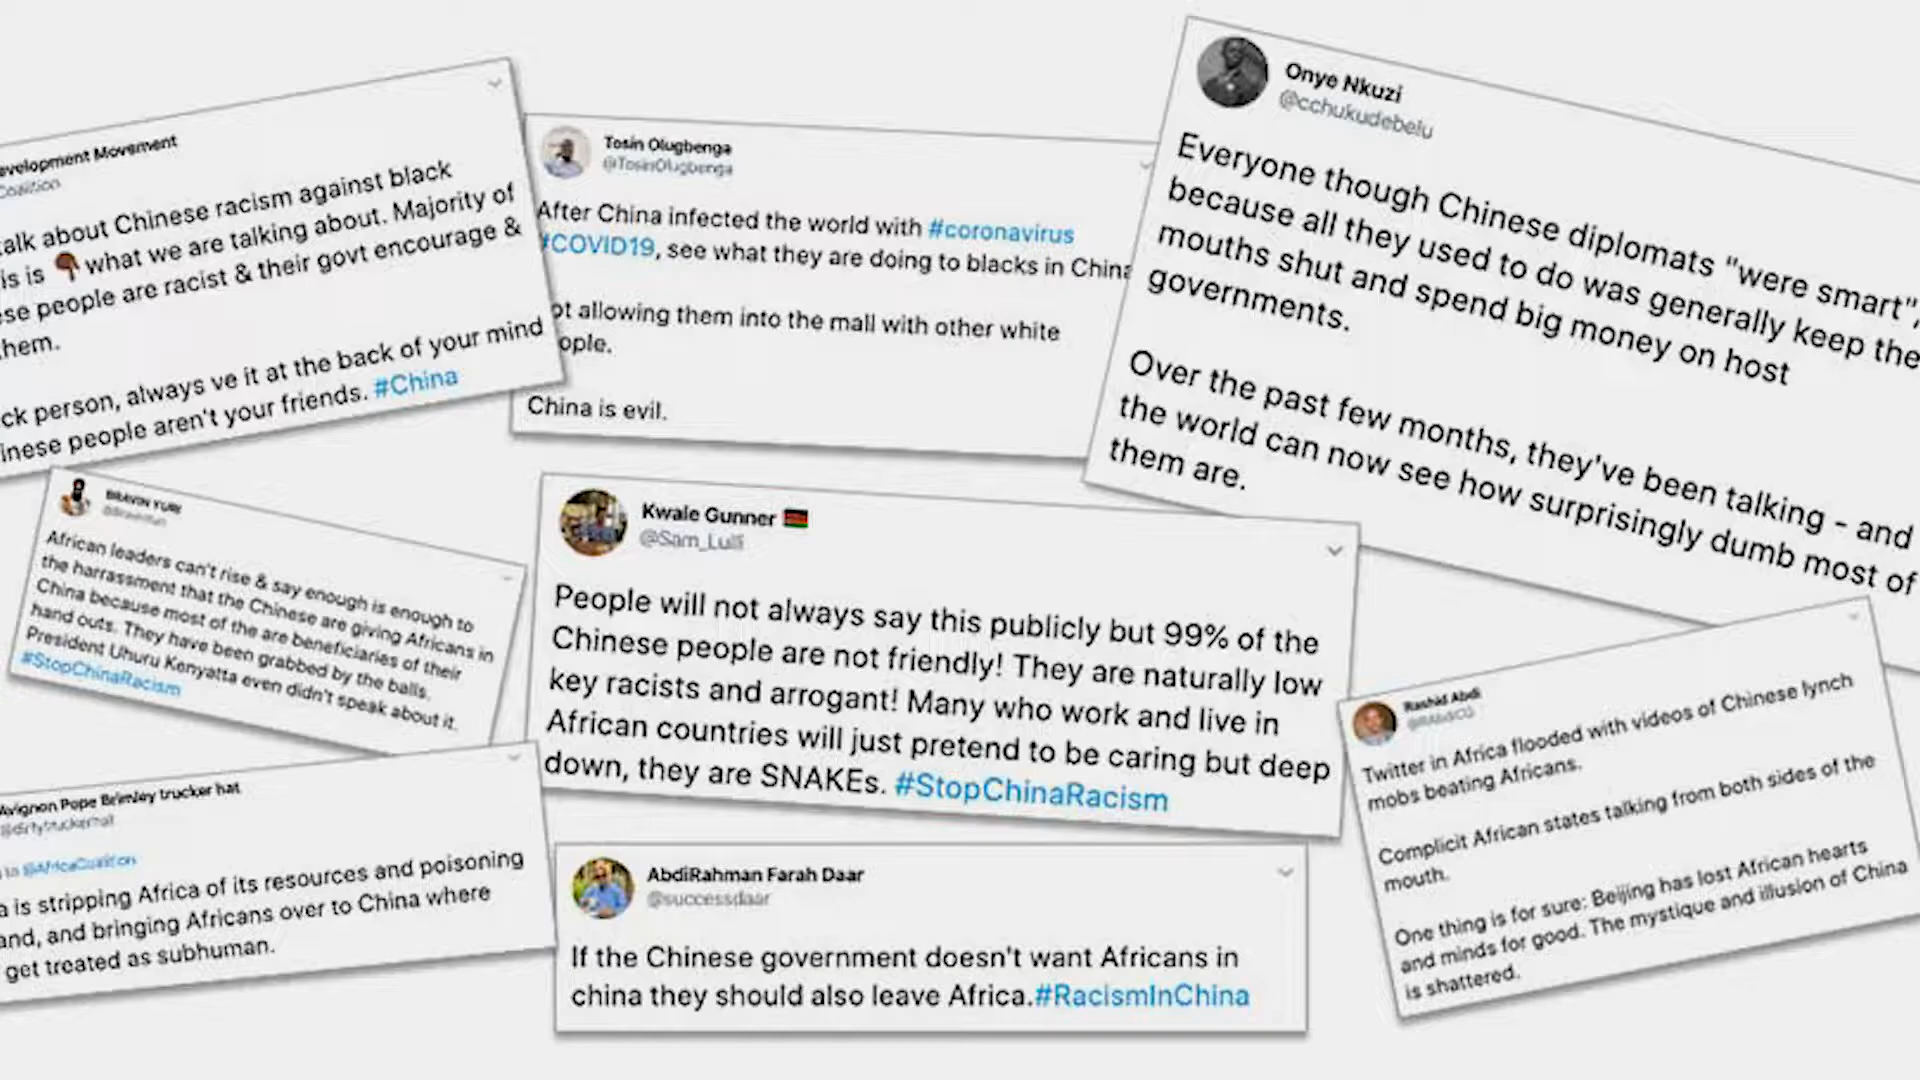 evelopment Movement
Coalition
talk about Chinese racism against black
is is what we are talking about. Majority of
ese people are racist & their govt encourage &
hem.
ck person, always ve it at the back of your mind
inese people aren't your friends. #China
Tosin Olugbenga
@TosinOlugbenga
After China infected the world with #coronavirus
#COVID19, see what they are doing to blacks in China
ot allowing them into the mall with other white
ople.
China is evil.
Onye Nkuzi
@cchukudebelu
Everyone though Chinese diplomats "were smart",
because all they used to do was generally keep the
mouths shut and spend big money on host
governments.
Over the past few months, they've been talking - and
the world can now see how surprisingly dumb most of
them are.
BRAVIN YURI
African leaders can't rise & say enough is enough to
the harrassment that the Chinese are giving Africans in
China because most of the are beneficiaries of their
hand outs. They have been grabbed by the balls.
President Uhuru Kenyatta even didn't speak about it.
#StopChinaRacism
Kwale Gunner
@Sam_Lulli
People will not always say this publicly but 99% of the
Chinese people are not friendly! They are naturally low
key racists and arrogant! Many who work and live in
African countries will just pretend to be caring but deep
down, they are SNAKEs. #StopChinaRacism
Rashid Abdi
@RAbdiCG
Twitter in Africa flooded with videos of Chinese lynch
mobs beating Africans.
Complicit African states talking from both sides of the
mouth.
One thing is for sure: Beijing has lost African hearts
and minds for good. The mystique and illusion of China
is shattered.
Avignon Pope Brimley trucker hat
@dirtytruckerhat
to @AfricaCoalition
a is stripping Africa of its resources and poisoning
and, and bringing Africans over to China where
get treated as subhuman.
AbdiRahman Farah Daar
@successdaar
If the Chinese government doesn't want Africans in
china they should also leave Africa.#RacismInChina